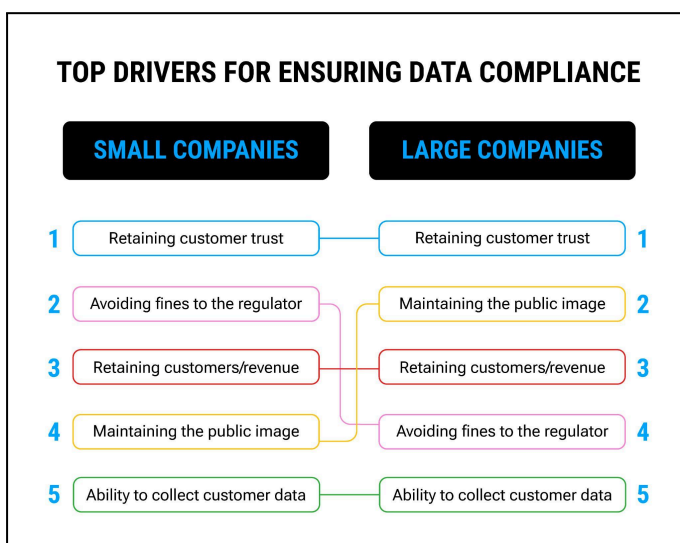 TOP DRIVERS FOR ENSURING DATA COMPLIANCE
SMALL COMPANIES
LARGE COMPANIES
1 Retaining customer trust
Retaining customer trust 1
2 Avoiding fines to the regulator
Maintaining the public image 2
3 Retaining customers/revenue
Retaining customers/revenue 3
4 Maintaining the public image
Avoiding fines to the regulator 4
5 Ability to collect customer data
Ability to collect customer data 5